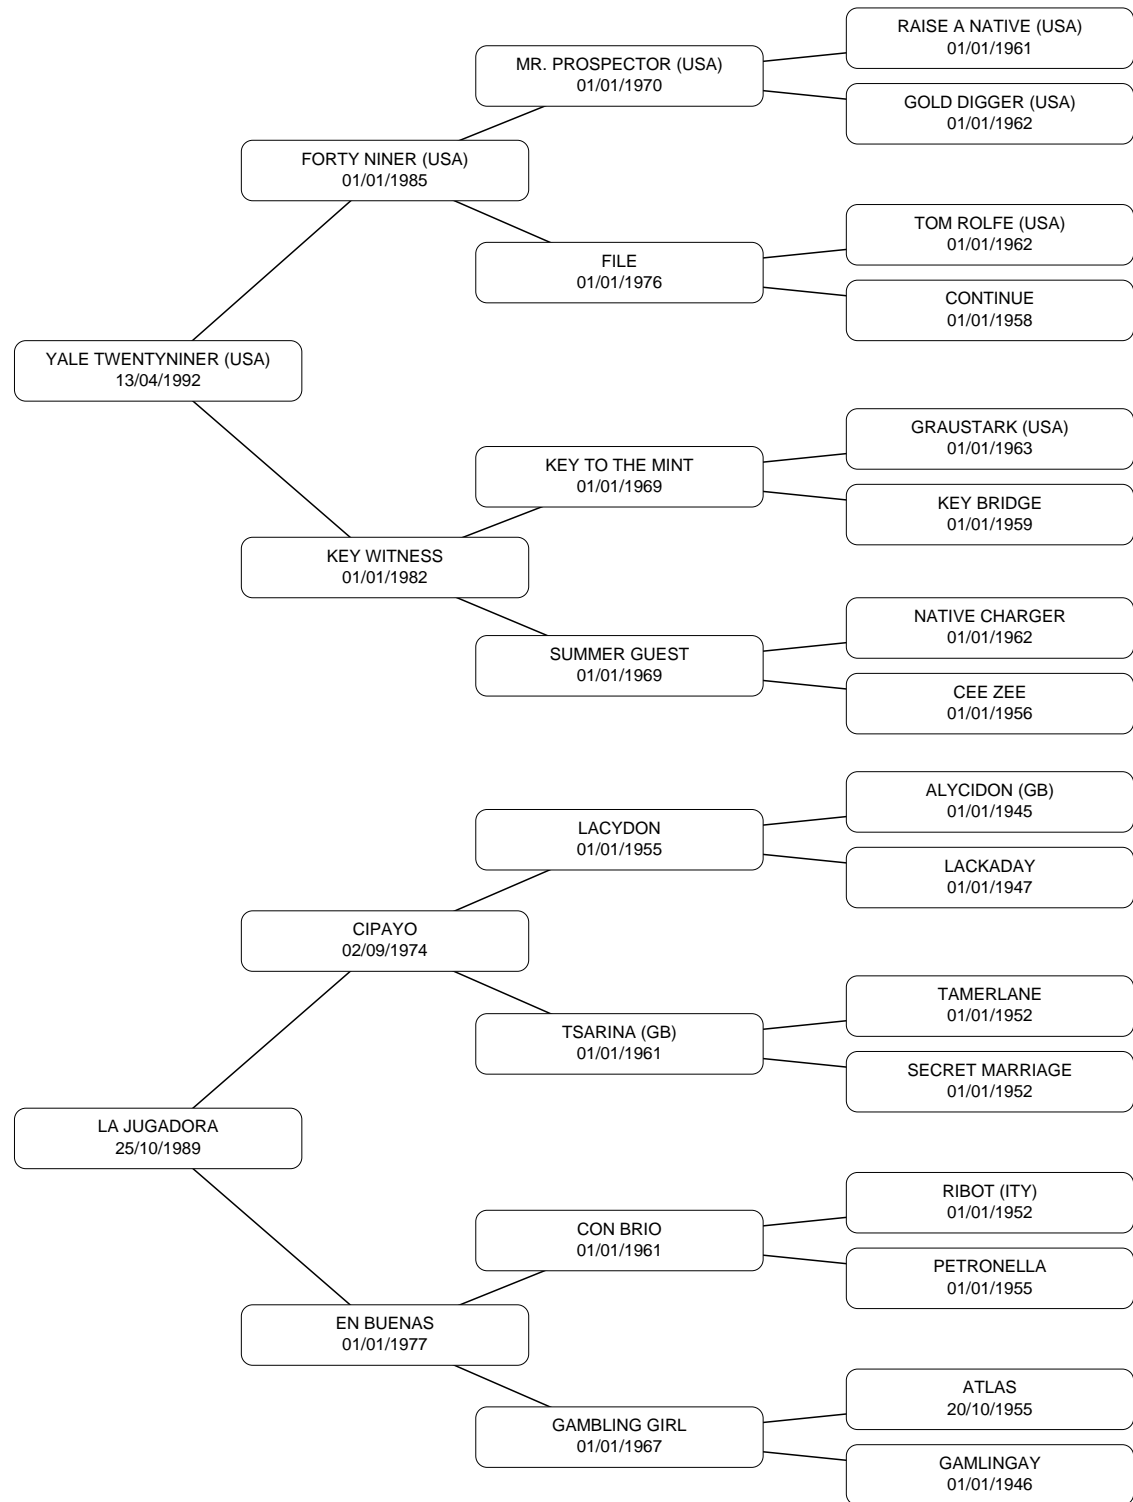 RAISE A NATIVE (USA)
01/01/1961
MR. PROSPECTOR (USA)
01/01/1970
GOLD DIGGER (USA)
01/01/1962
FORTY NINER (USA)
01/01/1985
TOM ROLFE (USA)
01/01/1962
FILE
01/01/1976
CONTINUE
01/01/1958
YALE TWENTYNINER (USA)
13/04/1992
GRAUSTARK (USA)
01/01/1963
KEY TO THE MINT
01/01/1969
KEY BRIDGE
01/01/1959
KEY WITNESS
01/01/1982
NATIVE CHARGER
01/01/1962
SUMMER GUEST
01/01/1969
CEE ZEE
01/01/1956
ALYCIDON (GB)
01/01/1945
LACYDON
01/01/1955
LACKADAY
01/01/1947
CIPAYO
02/09/1974
TAMERLANE
01/01/1952
TSARINA (GB)
01/01/1961
SECRET MARRIAGE
01/01/1952
LA JUGADORA
25/10/1989
RIBOT (ITY)
01/01/1952
CON BRIO
01/01/1961
PETRONELLA
01/01/1955
EN BUENAS
01/01/1977
ATLAS
20/10/1955
GAMBLING GIRL
01/01/1967
GAMLINGAY
01/01/1946